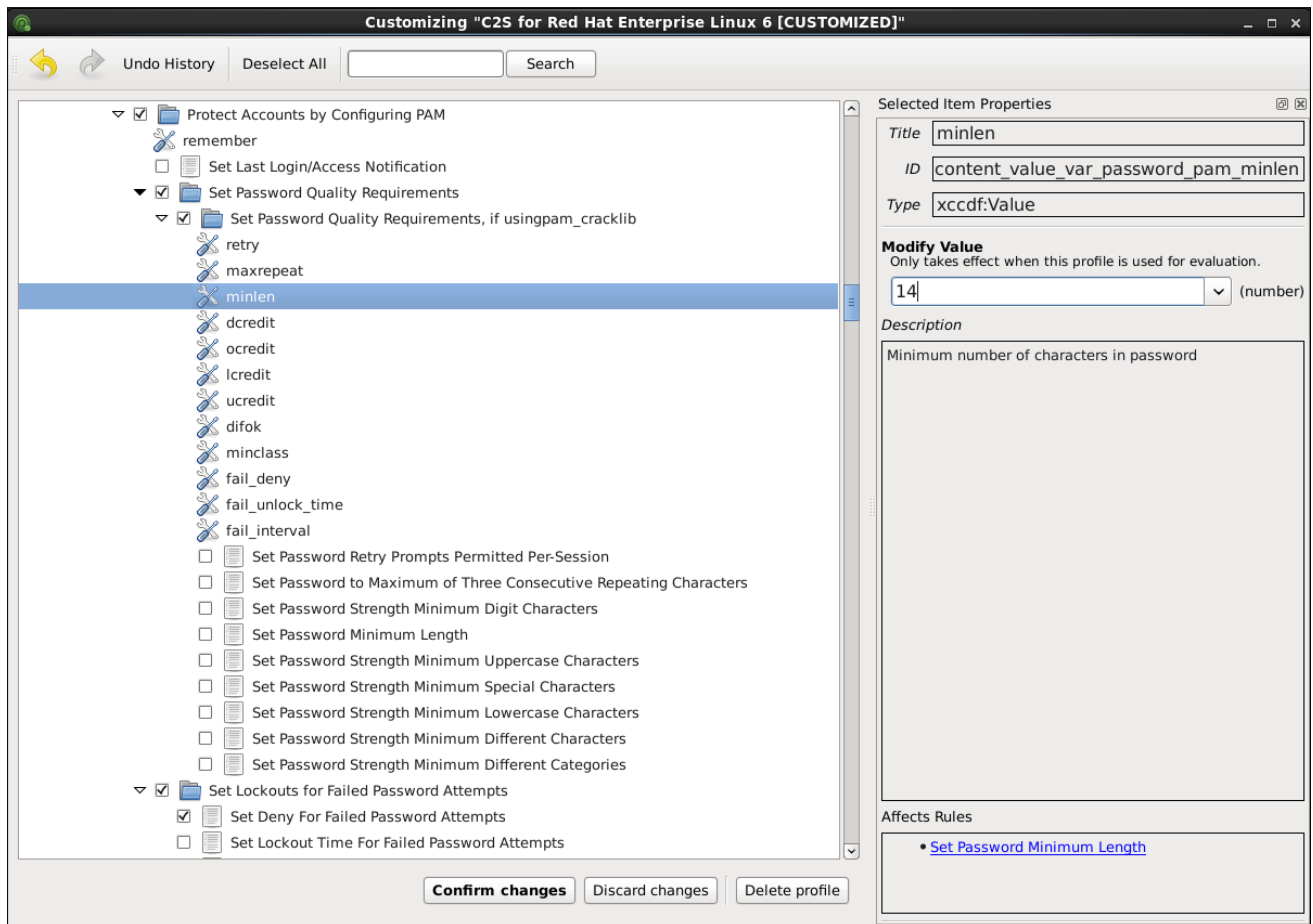 Customizing "C2S for Red Hat Enterprise Linux 6 [CUSTOMIZED]"
Undo History
Deselect All
Search
Protect Accounts by Configuring PAM
remember
Set Last Login/Access Notification
Set Password Quality Requirements
Set Password Quality Requirements, if usingpam_cracklib
retry
maxrepeat
minlen
dcredit
ocredit
lcredit
ucredit
difok
minclass
fail_deny
fail_unlock_time
fail_interval
Set Password Retry Prompts Permitted Per-Session
Set Password to Maximum of Three Consecutive Repeating Characters
Set Password Strength Minimum Digit Characters
Set Password Minimum Length
Set Password Strength Minimum Uppercase Characters
Set Password Strength Minimum Special Characters
Set Password Strength Minimum Lowercase Characters
Set Password Strength Minimum Different Characters
Set Password Strength Minimum Different Categories
Set Lockouts for Failed Password Attempts
Set Deny For Failed Password Attempts
Set Lockout Time For Failed Password Attempts
Confirm changes
Discard changes
Delete profile
Selected Item Properties
Title minlen
ID content_value_var_password_pam_minlen
Type xccdf:Value
Modify Value
Only takes effect when this profile is used for evaluation.
14 (number)
Description
Minimum number of characters in password
Affects Rules
• Set Password Minimum Length